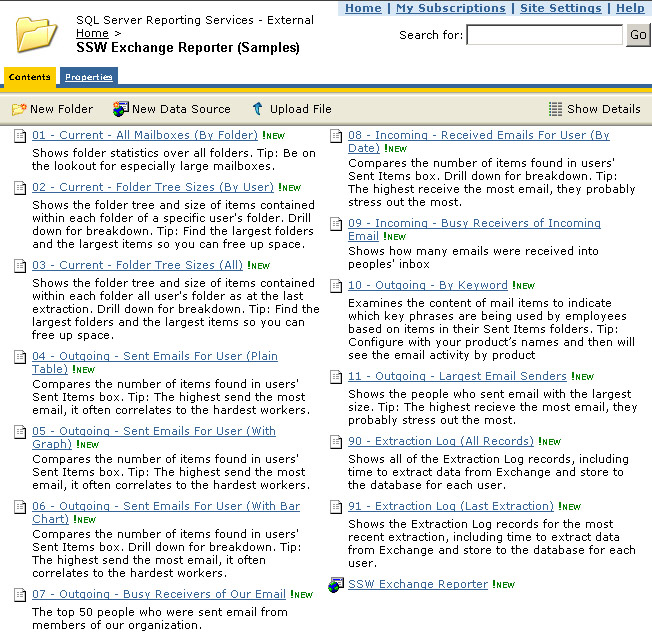 Home | My Subscriptions | Site Settings | Help
SQL Server Reporting Services - External
Home >
SSW Exchange Reporter (Samples)
Search for:
Go
Contents
Properties
New Folder
New Data Source
Upload File
Show Details
01 - Current - All Mailboxes (By Folder) !NEW
Shows folder statistics over all folders. Tip: Be on
the lookout for especially large mailboxes.
02 - Current - Folder Tree Sizes (By User) !NEW
Shows the folder tree and size of items contained
within each folder of a specific user's folder. Drill
down for breakdown. Tip: Find the largest folders
and the largest items so you can free up space.
03 - Current - Folder Tree Sizes (All) !NEW
Shows the folder tree and size of items contained
within each folder all user's folder as at the last
extraction. Drill down for breakdown. Tip: Find the
largest folders and the largest items so you can
free up space.
04 - Outgoing - Sent Emails For User (Plain
Table) !NEW
Compares the number of items found in users'
Sent Items box. Tip: The highest send the most
email, it often correlates to the hardest workers.
05 - Outgoing - Sent Emails For User (With
Graph) !NEW
Compares the number of items found in users'
Sent Items box. Tip: The highest send the most
email, it often correlates to the hardest workers.
06 - Outgoing - Sent Emails For User (With Bar
Chart) !NEW
Compares the number of items found in users'
Sent Items box. Drill down for breakdown. Tip:
The highest send the most email, it often
correlates to the hardest workers.
07 - Outgoing - Busy Receivers of Our Email !NEW
The top 50 people who were sent email from
members of our organization.
08 - Incoming - Received Emails For User (By
Date) !NEW
Compares the number of items found in users'
Sent Items box. Drill down for breakdown. Tip:
The highest receive the most email, they probably
stress out the most.
09 - Incoming - Busy Receivers of Incoming
Email !NEW
Shows how many emails were received into
peoples' inbox
10 - Outgoing - By Keyword !NEW
Examines the content of mail items to indicate
which key phrases are being used by employees
based on items in their Sent Items folders. Tip:
Configure with your product's names and then will
see the email activity by product
11 - Outgoing - Largest Email Senders !NEW
Shows the people who sent email with the largest
size. Tip: The highest recieve the most email, they
probably stress out the most.
90 - Extraction Log (All Records) !NEW
Shows all of the Extraction Log records, including
time to extract data from Exchange and store to
the database for each user.
91 - Extraction Log (Last Extraction) !NEW
Shows the Extraction Log records for the most
recent extraction, including time to extract data
from Exchange and store to the database for each
user.
SSW Exchange Reporter !NEW